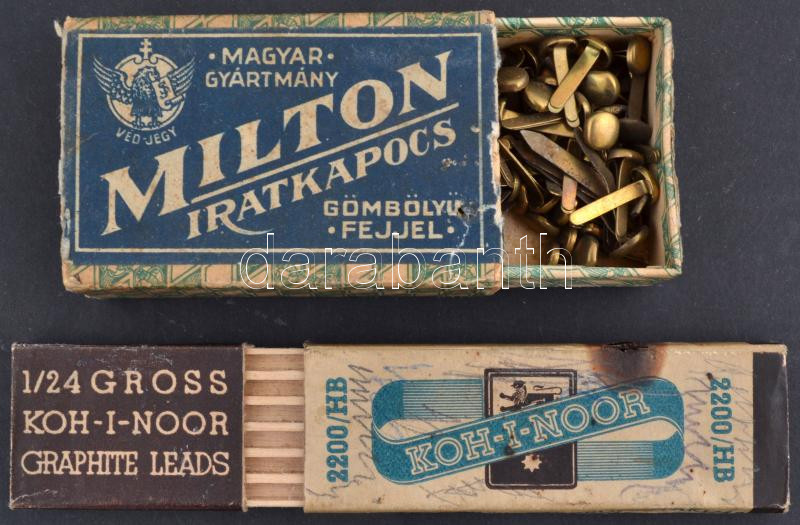 · MAGYAR ·
GYÁRTMÁNY
VÉD-JEGY
MILTON
IRATKAPOCS
GÖMBÖLYŰ
· FEJJEL ·
darabanth
1/24 GROSS
KOH-I-NOOR
GRAPHITE LEADS
2200/HB
KOH-I-NOOR
2200/HB